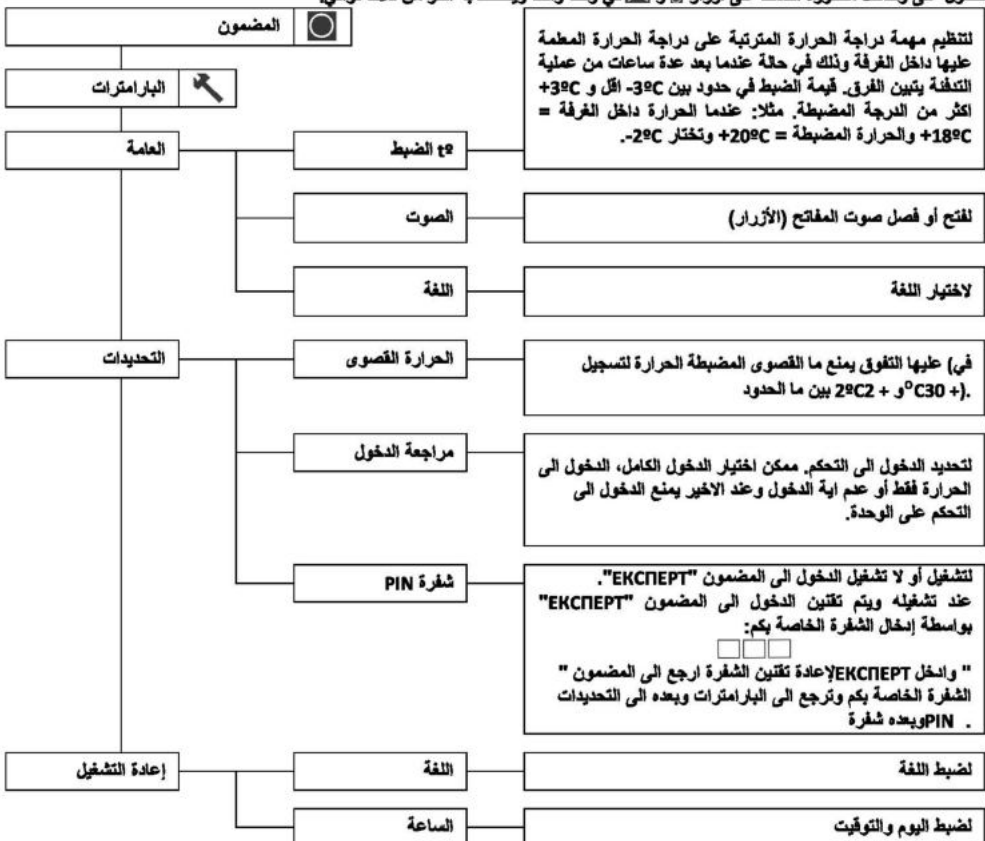 المضمون
البارامترات
العامة
tº الضبط
لتنظيم مهمة دراجة الحرارة المترتبة على دراجة الحرارة المعلمة
عليها داخل الغرفة وذلك في حالة عندما بعد عدة ساعات من عملية
التدفئة يتبين الفرق. قيمة الضبط في حدود بين 3ºC- اقل و 3ºC+
اكثر من الدرجة المضبطة. مثلا: عندما الحرارة داخل الغرفة =
18ºC+ والحرارة المضبطة = 20ºC+ وتختار 2ºC-.
الصوت
لفتح أو فصل صوت المفاتح (الأزرار)
اللغة
لاختيار اللغة
التحديدات
الحرارة القصوى
في) عليها التفوق يمنع ما القصوى المضبطة الحرارة لتسجيل
.(+ C30°و + 2ºC2 بين ما الحدود
مراجعة الدخول
لتحديد الدخول الى التحكم. ممكن اختيار الدخول الكامل، الدخول الى
الحرارة فقط أو عدم اية الدخول وعند الاخير يمنع الدخول الى
التحكم على الوحدة.
شفرة PIN
لتشغيل أو لا تشغيل الدخول الى المضمون "ЕКСПЕРТ".
عند تشغيله ويتم تقنين الدخول الى المضمون "ЕКСПЕРТ"
بواسطة إدخال الشفرة الخاصة بكم:
" وادخل ЕКСПЕРТلإعادة تقنين الشفرة ارجع الى المضمون "
الشفرة الخاصة بكم وترجع الى البارامترات وبعده الى التحديدات
. PINوبعده شفرة
إعادة التشغيل
اللغة
لضبط اللغة
الساعة
لضبط اليوم والتوقيت